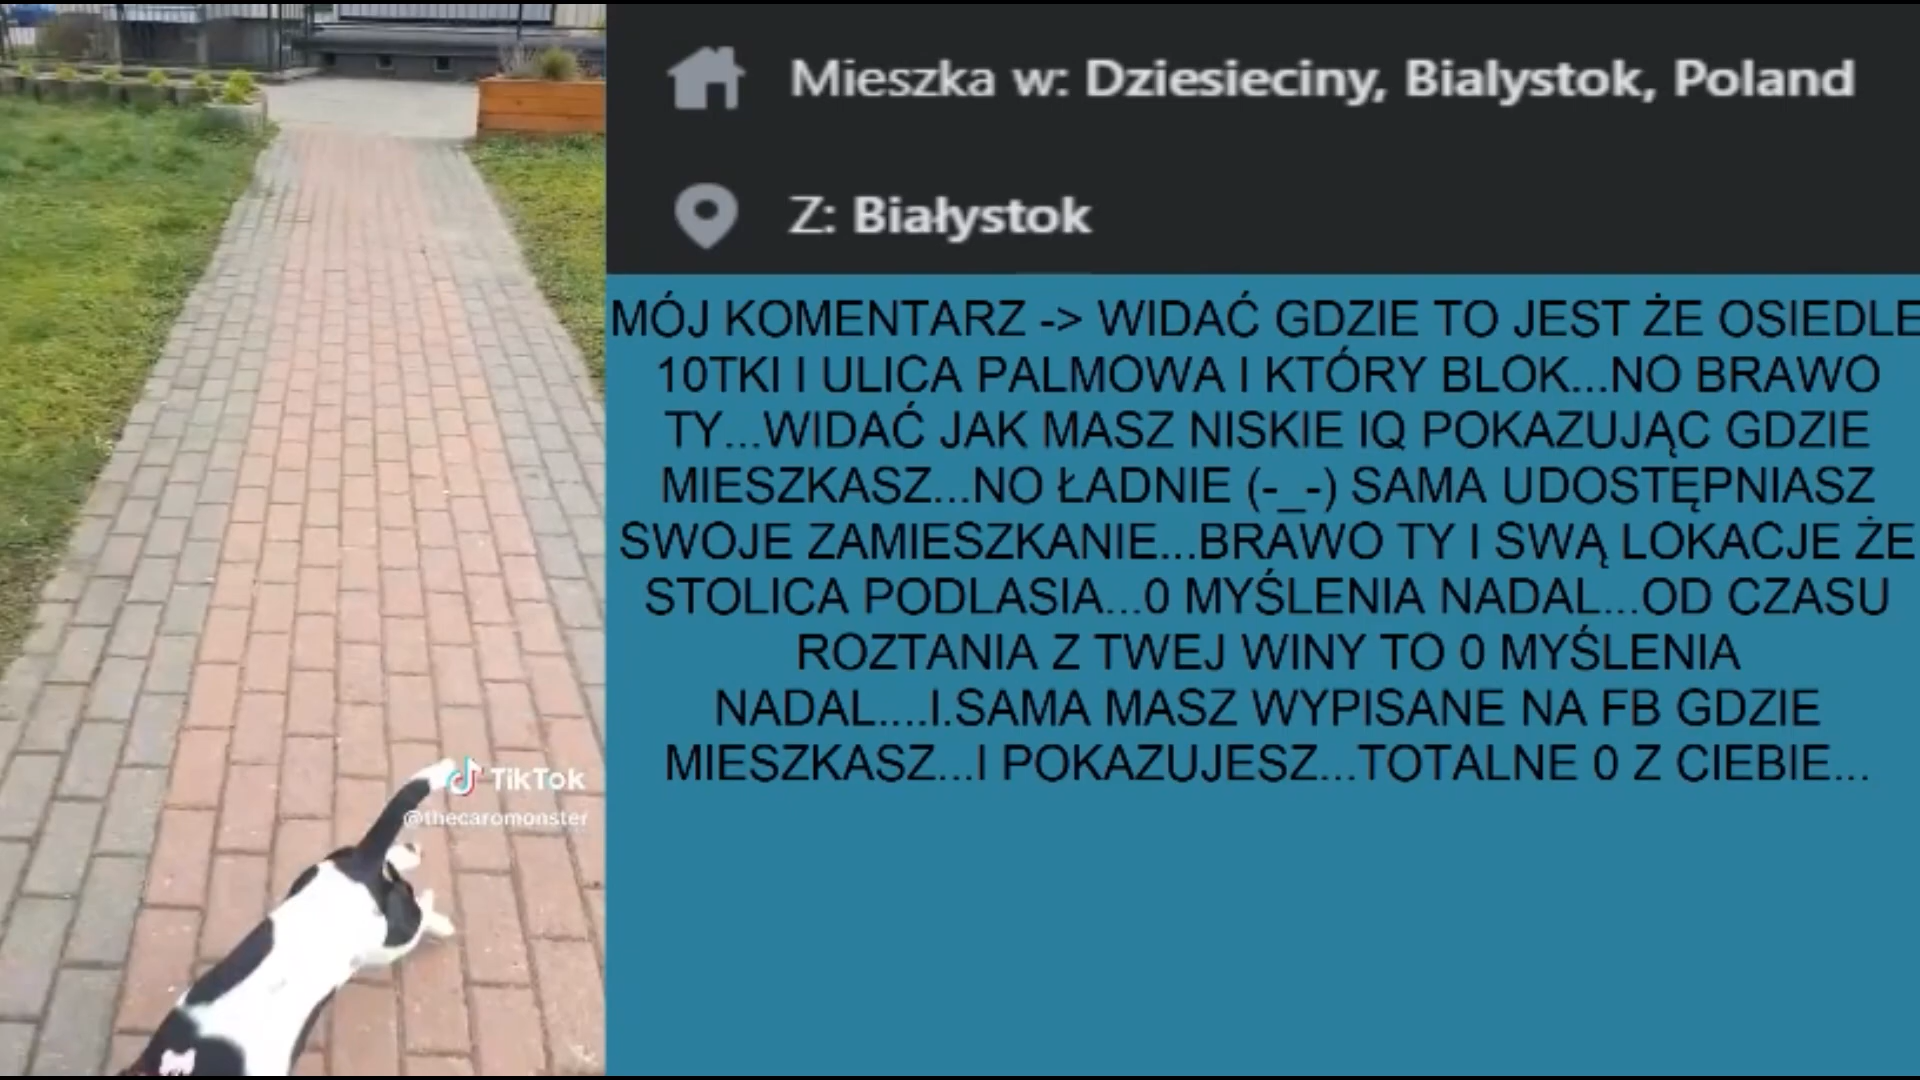 Mieszka w: Dziesieciny, Bialystok, Poland
Z: Białystok
MÓJ KOMENTARZ -> WIDAĆ GDZIE TO JEST ŻE OSIEDLE
10TKI I ULICA PALMOWA I KTÓRY BLOK...NO BRAWO
TY...WIDAĆ JAK MASZ NISKIE IQ POKAZUJĄC GDZIE
MIESZKASZ...NO ŁADNIE (-_-) SAMA UDOSTĘPNIASZ
SWOJE ZAMIESZKANIE...BRAWO TY I SWĄ LOKACJE ŻE
STOLICA PODLASIA...0 MYŚLENIA NADAL...OD CZASU
ROZTANIA Z TWEJ WINY TO 0 MYŚLENIA
NADAL....I.SAMA MASZ WYPISANE NA FB GDZIE
MIESZKASZ...I POKAZUJESZ...TOTALNE 0 Z CIEBIE...
TikTok
@thecaromonster